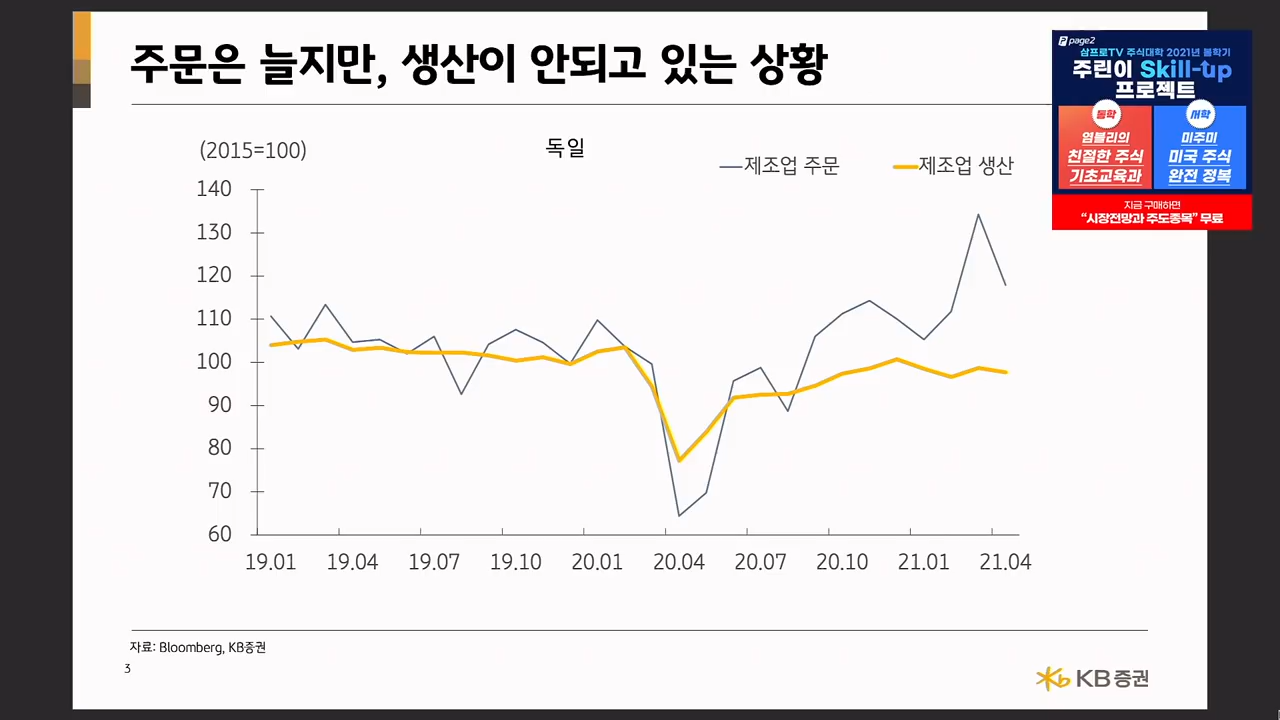 주문은 늘지만, 생산이 안되고 있는 상황
page2
삼프로TV 주식대학 2021년 봄학기
주린이 Skill-up
프로젝트
동학
염블리의
친절한 주식
기초교육과
서학
미주미
미국 주식
완전 정복
지금 구매하면
“시장전망과 주도종목” 무료
(2015=100)
독일
제조업 주문
제조업 생산
140
130
120
110
100
90
80
70
60
19.01 19.04 19.07 19.10 20.01 20.04 20.07 20.10 21.01 21.04
자료: Bloomberg, KB증권
3
KB증권